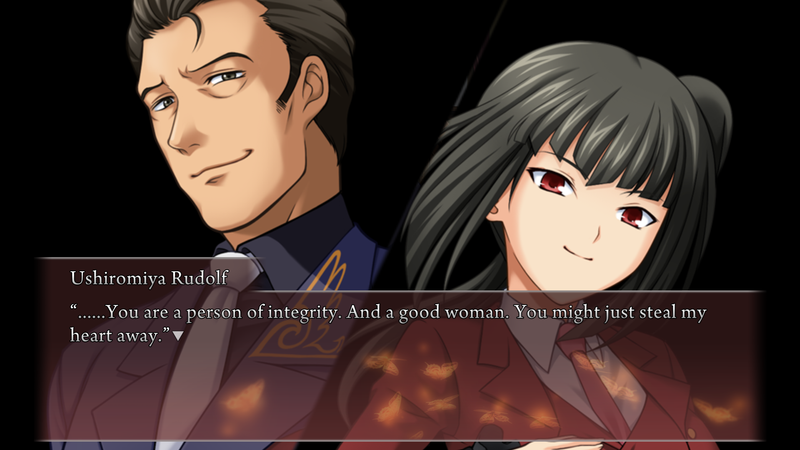 Ushiromiya Rudolf
“......You are a person of integrity. And a good woman. You might just steal my
heart away.”